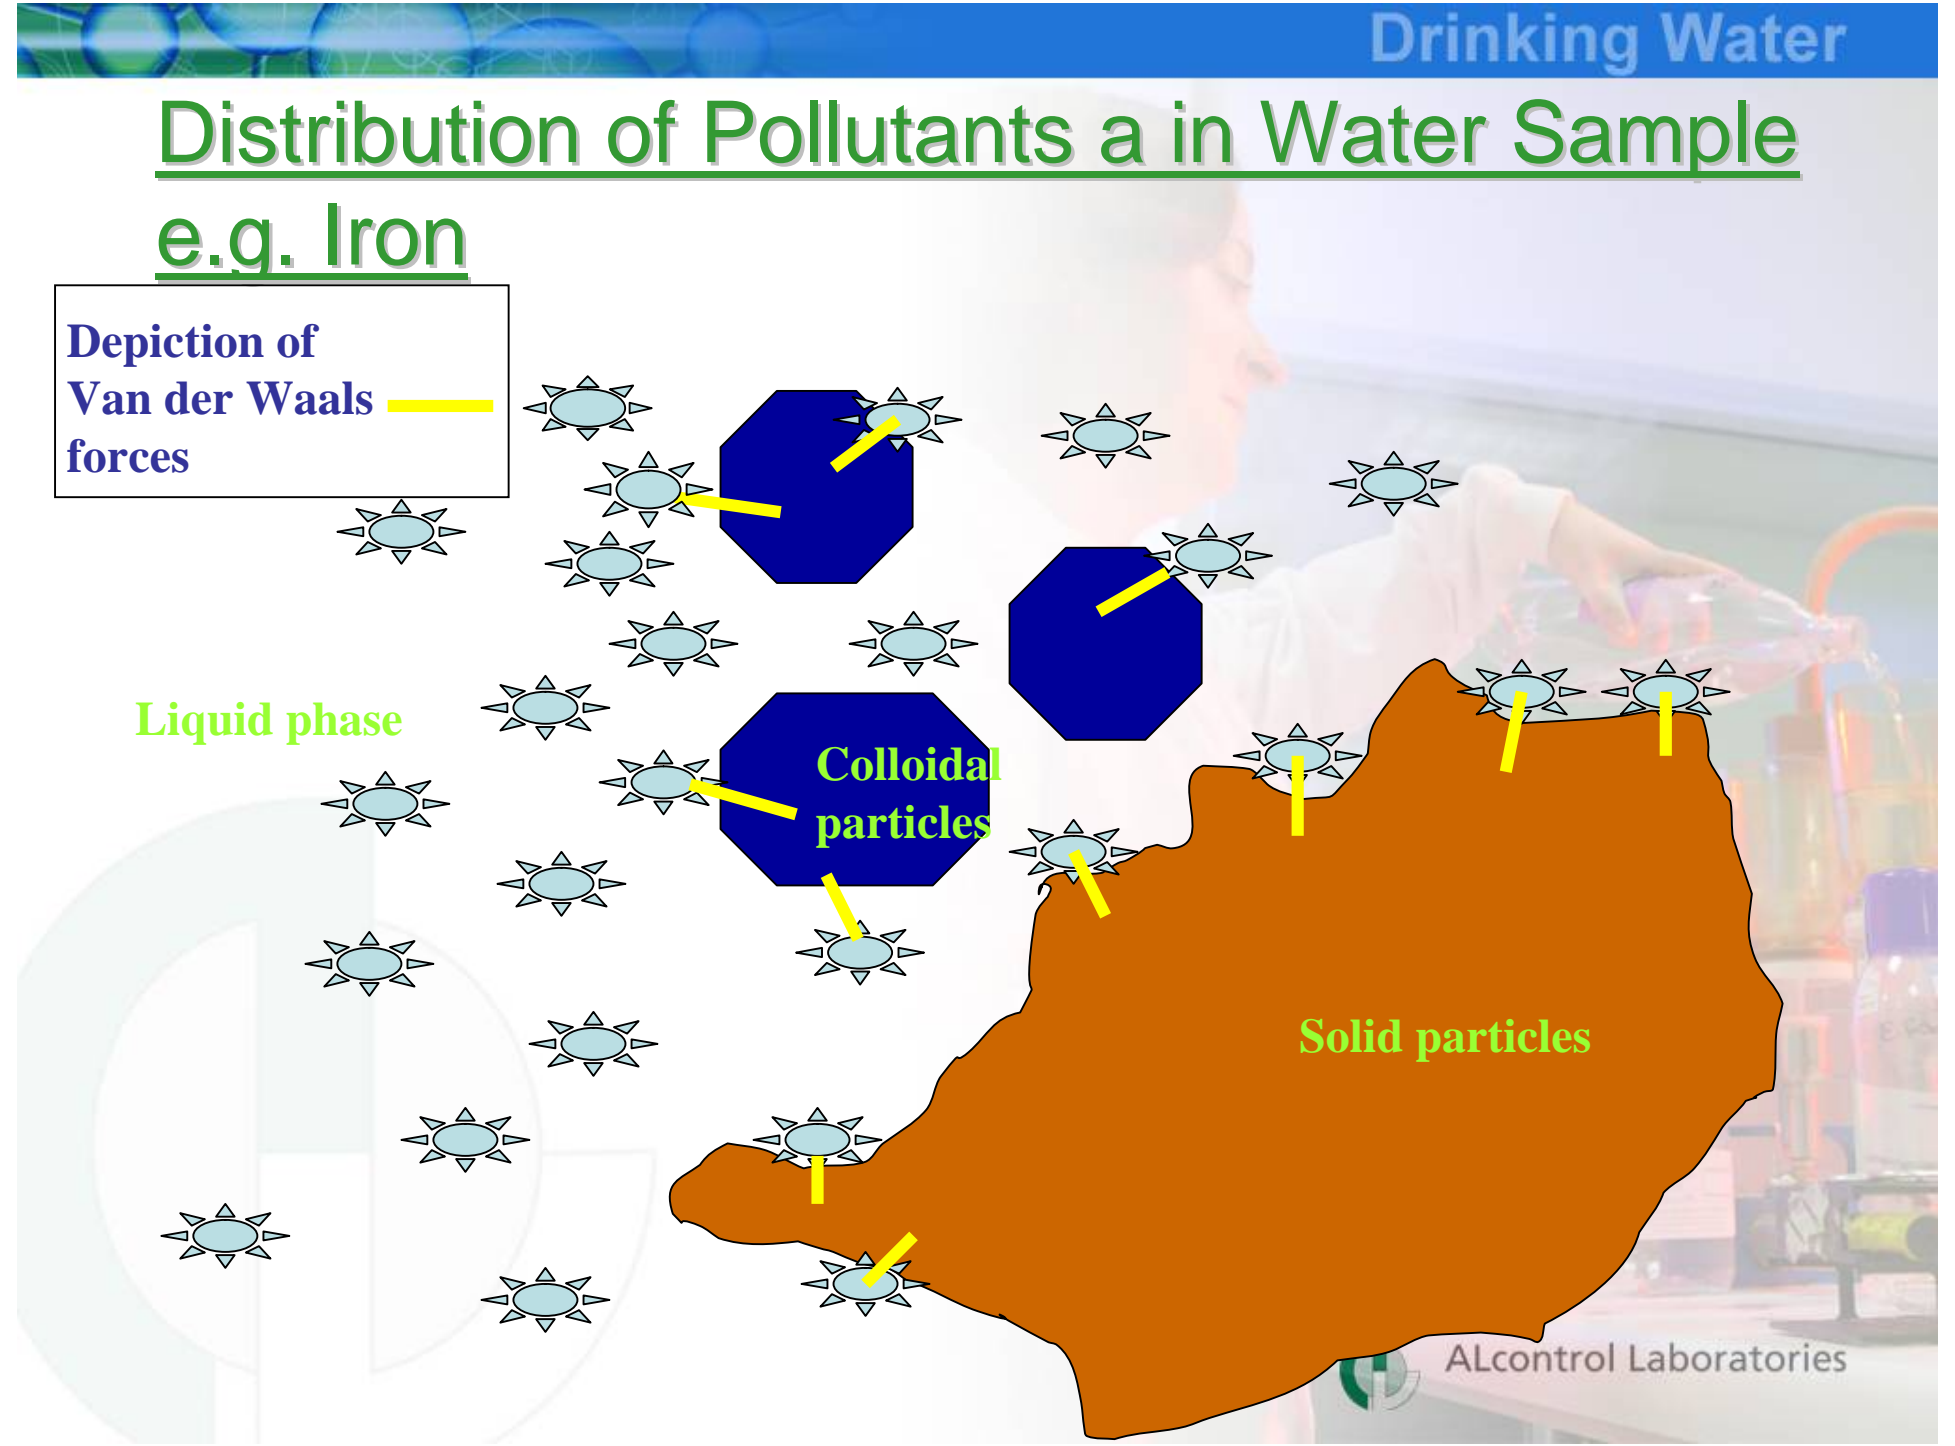 Drinking Water
Distribution of Pollutants a in Water Sample
e.g. Iron
Depiction of
Van der Waals
forces
Liquid phase
Colloidal
particles
Solid particles
ALcontrol Laboratories